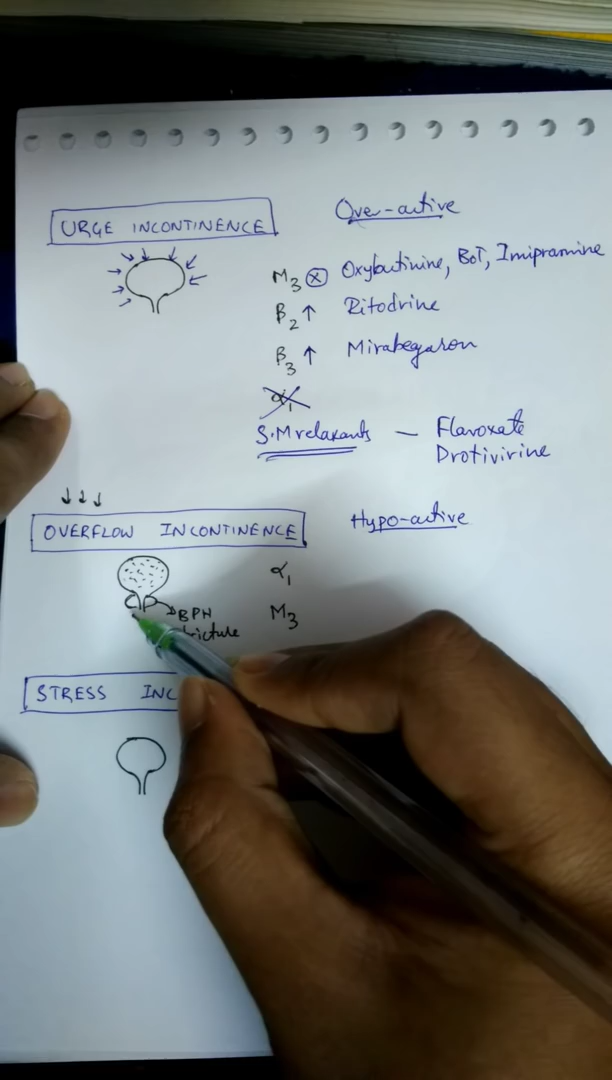 URGE INCONTINENCE
Over-active
M3 ⓧ Oxybutinine, BoT, Imipramine
β2 ↑ Ritodrine
β3 ↑ Mirabegaron
α1
S.M relaxants — Flavoxate
Drotivirine
↓ ↓ ↓
OVERFLOW INCONTINENCE
Hypo-active
α1
BPH
M3
STRESS INC